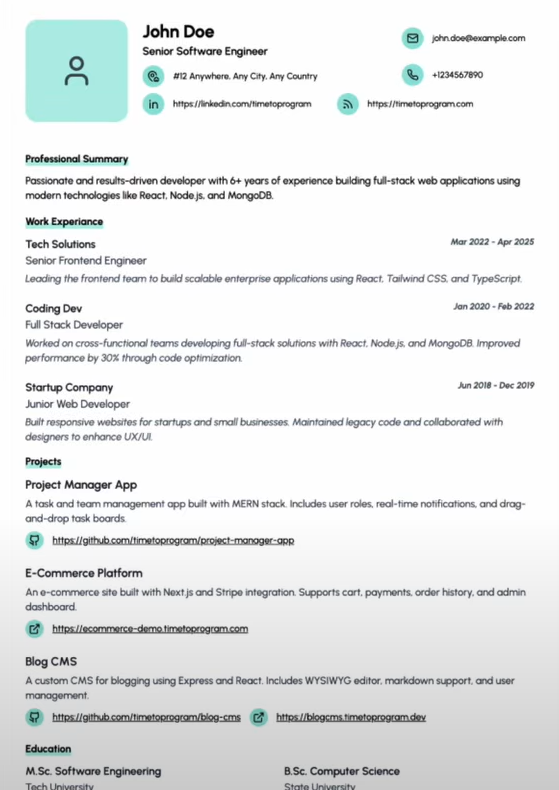 John Doe
Senior Software Engineer
#12 Anywhere, Any City, Any Country
john.doe@example.com
+1234567890
in
https://linkedin.com/timetoprogram
https://timetoprogram.com
Professional Summary
Passionate and results-driven developer with 6+ years of experience building full-stack web applications using
modern technologies like React, Node.js, and MongoDB.
Work Experiance
Tech Solutions
Mar 2022 - Apr 2025
Senior Frontend Engineer
Leading the frontend team to build scalable enterprise applications using React, Tailwind CSS, and TypeScript.
Coding Dev
Jan 2020 - Feb 2022
Full Stack Developer
Worked on cross-functional teams developing full-stack solutions with React, Node.js, and MongoDB. Improved
performance by 30% through code optimization.
Startup Company
Jun 2018 - Dec 2019
Junior Web Developer
Built responsive websites for startups and small businesses. Maintained legacy code and collaborated with
designers to enhance UX/UI.
Projects
Project Manager App
A task and team management app built with MERN stack. Includes user roles, real-time notifications, and drag-
and-drop task boards.
https://github.com/timetoprogram/project-manager-app
E-Commerce Platform
An e-commerce site built with Next.js and Stripe integration. Supports cart, payments, order history, and admin
dashboard.
https://ecommerce-demo.timetoprogram.com
Blog CMS
A custom CMS for blogging using Express and React. Includes WYSIWYG editor, markdown support, and user
management.
https://github.com/timetoprogram/blog-cms
https://blogcms.timetoprogram.dev
Education
M.Sc. Software Engineering
B.Sc. Computer Science
Tech University
State University